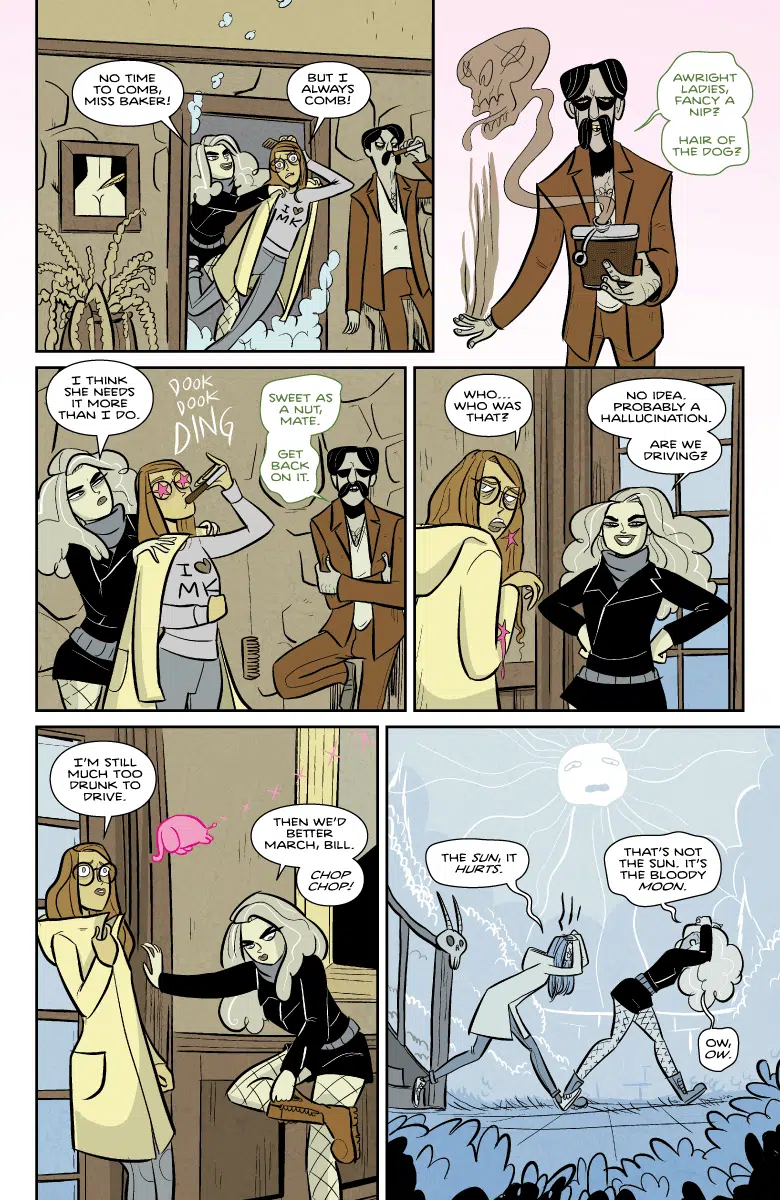 NO TIME
TO COMB,
MISS BAKER!
BUT I
ALWAYS
COMB!
I ♥
MK
AWRIGHT
LADIES,
FANCY A
NIP?
HAIR OF
THE DOG?
I THINK
SHE NEEDS
IT MORE
THAN I DO.
DOOK
DOOK
DING
I ♥
MK
SWEET AS
A NUT,
MATE.
GET
BACK
ON IT.
WHO...
WHO WAS
THAT?
NO IDEA.
PROBABLY A
HALLUCINATION.
ARE WE
DRIVING?
I'M STILL
MUCH TOO
DRUNK TO
DRIVE.
THEN WE'D
BETTER
MARCH, BILL.
CHOP
CHOP!
THE SUN, IT
HURTS.
THAT'S NOT
THE SUN. IT'S
THE BLOODY
MOON.
OW,
OW.